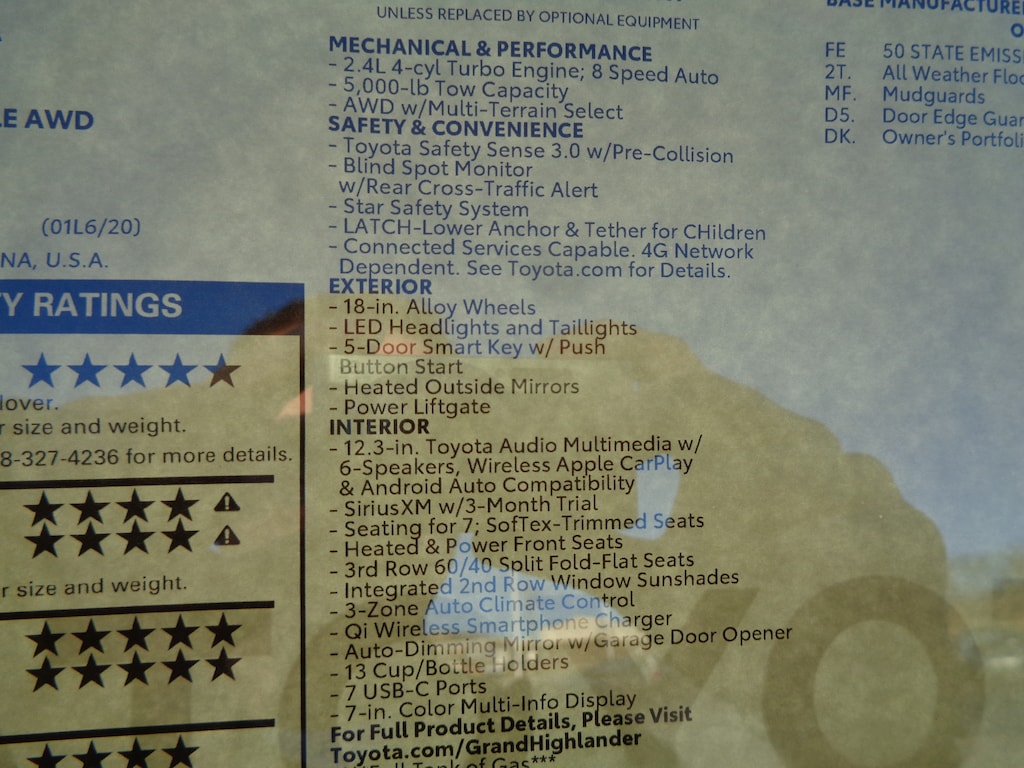 LE AWD
(01L6/20)
NA, U.S.A.
Y RATINGS
lover.
r size and weight.
8-327-4236 for more details.
r size and weight.
UNLESS REPLACED BY OPTIONAL EQUIPMENT
MECHANICAL & PERFORMANCE
- 2.4L 4-cyl Turbo Engine; 8 Speed Auto
- 5,000-lb Tow Capacity
- AWD w/Multi-Terrain Select
SAFETY & CONVENIENCE
- Toyota Safety Sense 3.0 w/Pre-Collision
- Blind Spot Monitor
w/Rear Cross-Traffic Alert
- Star Safety System
- LATCH-Lower Anchor & Tether for CHildren
- Connected Services Capable. 4G Network
Dependent. See Toyota.com for Details.
EXTERIOR
- 18-in. Alloy Wheels
- LED Headlights and Taillights
- 5-Door Smart Key w/ Push
Button Start
- Heated Outside Mirrors
- Power Liftgate
INTERIOR
- 12.3-in. Toyota Audio Multimedia w/
6-Speakers, Wireless Apple CarPlay
& Android Auto Compatibility
- SiriusXM w/3-Month Trial
- Seating for 7; SofTex-Trimmed Seats
- Heated & Power Front Seats
- 3rd Row 60/40 Split Fold-Flat Seats
- Integrated 2nd Row Window Sunshades
- 3-Zone Auto Climate Control
- Qi Wireless Smartphone Charger
- Auto-Dimming Mirror w/Garage Door Opener
- 13 Cup/Bottle Holders
- 7 USB-C Ports
- 7-in. Color Multi-Info Display
For Full Product Details, Please Visit
Toyota.com/GrandHighlander
Tank of Gas***
BASE MANUFACTURE
FE 50 STATE EMISS
2T. All Weather Floo
MF. Mudguards
D5. Door Edge Guar
DK. Owner's Portfoli